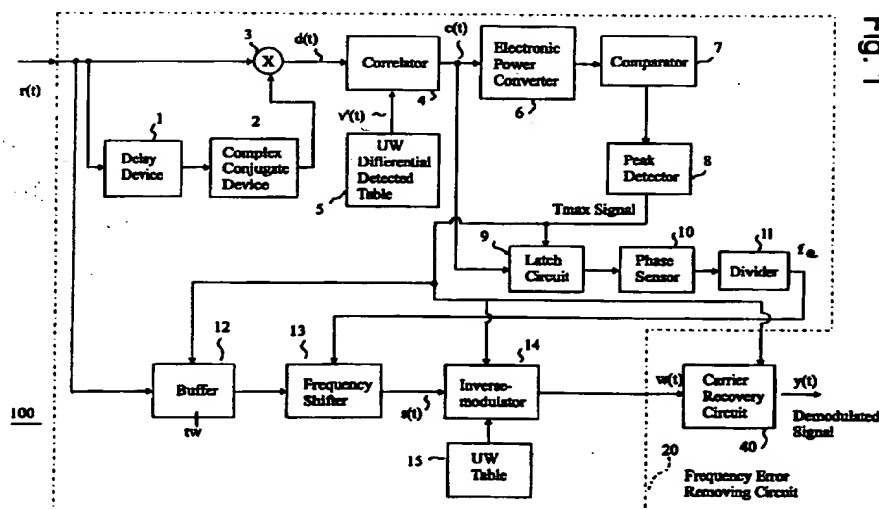 Fig. 1
r(t)
3
X
d(t)
Correlator
4
c(t)
Electronic
Power
Converter
6
Comparator
7
1
Delay
Device
2
Complex
Conjugate
Device
v'(t)
UW
Differential
Detected
Table
5
Peak
Detector
8
Tmax Signal
9
Latch
Circuit
10
Phase
Sensor
11
Divider
fe
12
Buffer
tw
13
Frequency
Shifter
s(t)
14
Inverse-
modulator
w(t)
Carrier
Recovery
Circuit
40
y(t)
Demodulated
Signal
100
15
UW
Table
20
Frequency Error
Removing Circuit